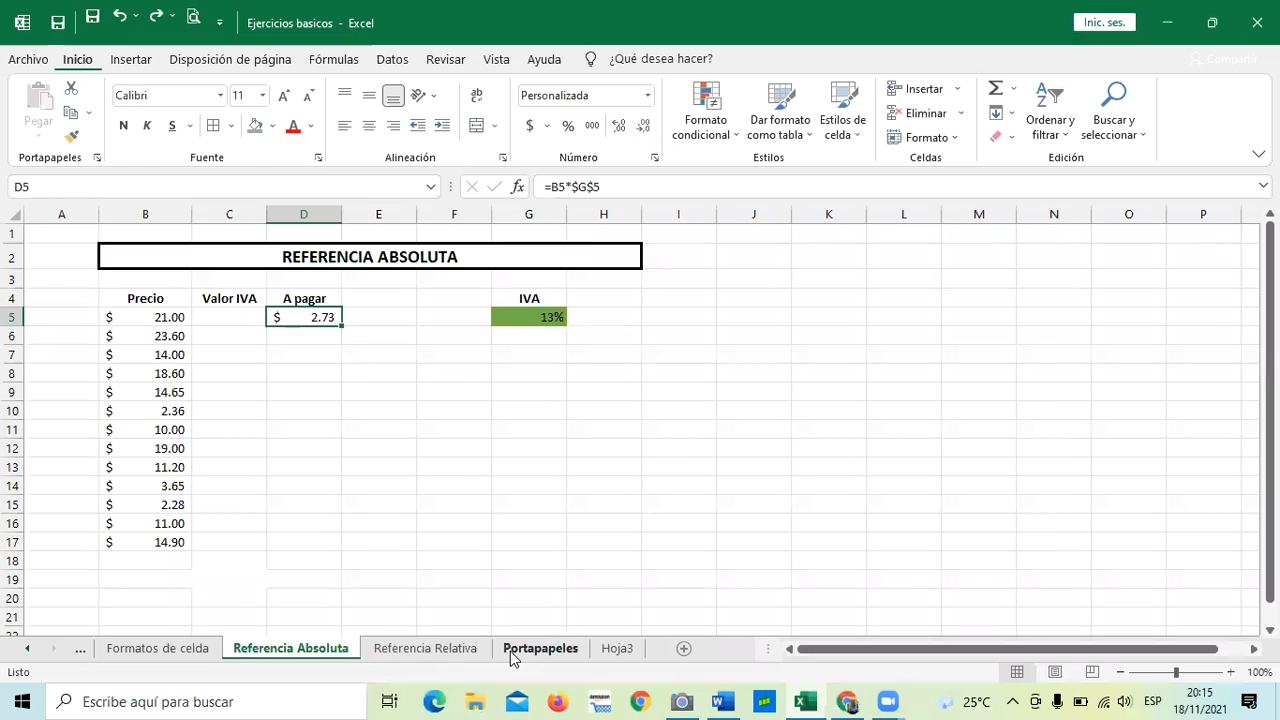 Ejercicios basicos - Excel
Inic. ses.
Archivo Inicio Insertar Disposición de página Fórmulas Datos Revisar Vista Ayuda ¿Qué desea hacer? Compartir
Pegar
Portapapeles
Calibri 11
N K S
Fuente
Alineación
Personalizada
$ % 000
Número
Formato condicional
Dar formato como tabla
Estilos de celda
Estilos
Insertar
Eliminar
Formato
Celdas
Ordenar y filtrar
Buscar y seleccionar
Edición
D5 fx =B5*$G$5
A B C D E F G H I J K L M N O P
1
2 REFERENCIA ABSOLUTA
3
4 Precio Valor IVA A pagar IVA
5 $ 21.00 $ 2.73 13%
6 $ 23.60
7 $ 14.00
8 $ 18.60
9 $ 14.65
10 $ 2.36
11 $ 10.00
12 $ 19.00
13 $ 11.20
14 $ 3.65
15 $ 2.28
16 $ 11.00
17 $ 14.90
18
19
20
21
... Formatos de celda Referencia Absoluta Referencia Relativa Portapapeles Hoja3
Listo 100%
Escribe aquí para buscar 25°C ESP 20:15
18/11/2021